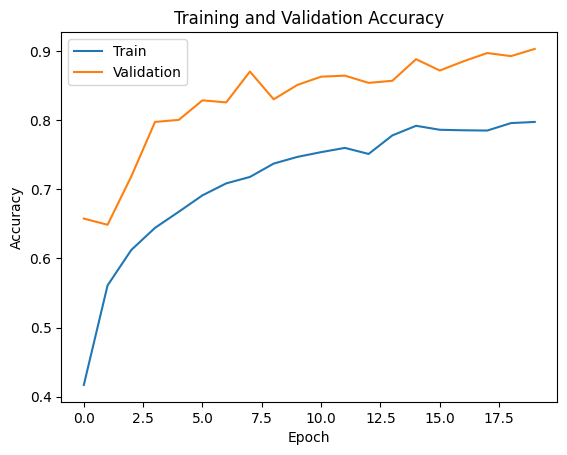 Training and Validation Accuracy
Train
Validation
Accuracy
0.9
0.8
0.7
0.6
0.5
0.4
0.0 2.5 5.0 7.5 10.0 12.5 15.0 17.5
Epoch